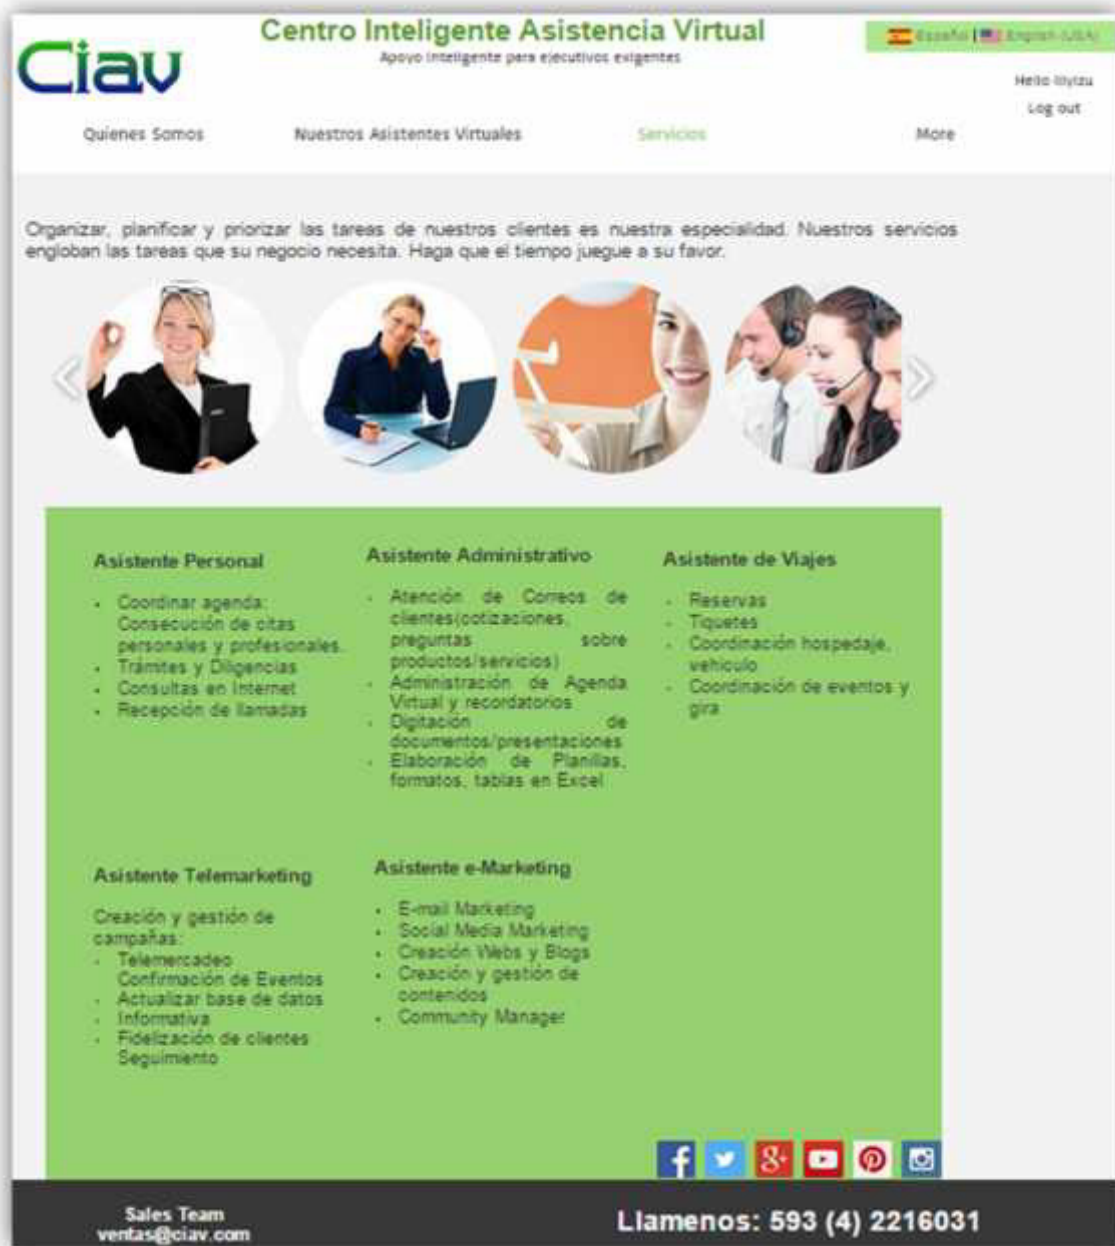 Ciav
Centro Inteligente Asistencia Virtual
Apoyo Inteligente para ejecutivos exigentes
Español | English (USA)
Hello
Log out
Quienes Somos
Nuestros Asistentes Virtuales
Servicios
More
Organizar, planificar y priorizar las tareas de nuestros clientes es nuestra especialidad. Nuestros servicios
engloban las tareas que su negocio necesita. Haga que el tiempo juegue a su favor.
Asistente Personal
• Coordinar agenda:
Consecución de citas
personales y profesionales.
• Trámites y Diligencias
• Consultas en Internet
• Recepción de llamadas
Asistente Administrativo
- Atención de Correos de
clientes(cotizaciones,
preguntas sobre
productos/servicios)
- Administración de Agenda
Virtual y recordatorios
- Digitación de
documentos/presentaciones
- Elaboración de Planillas,
formatos, tablas en Excel
Asistente de Viajes
- Reservas
- Tiquetes
- Coordinación hospedaje,
vehiculo
- Coordinación de eventos y
gira
Asistente Telemarketing
Creación y gestión de
campañas:
- Telemercadeo
Confirmación de Eventos
- Actualizar base de datos
- Informativa
- Fidelización de clientes
Seguimiento
Asistente e-Marketing
• E-mail Marketing
• Social Media Marketing
• Creación Webs y Blogs
• Creación y gestión de
contenidos
• Community Manager
Sales Team
ventas@ciav.com
Llamenos: 593 (4) 2216031